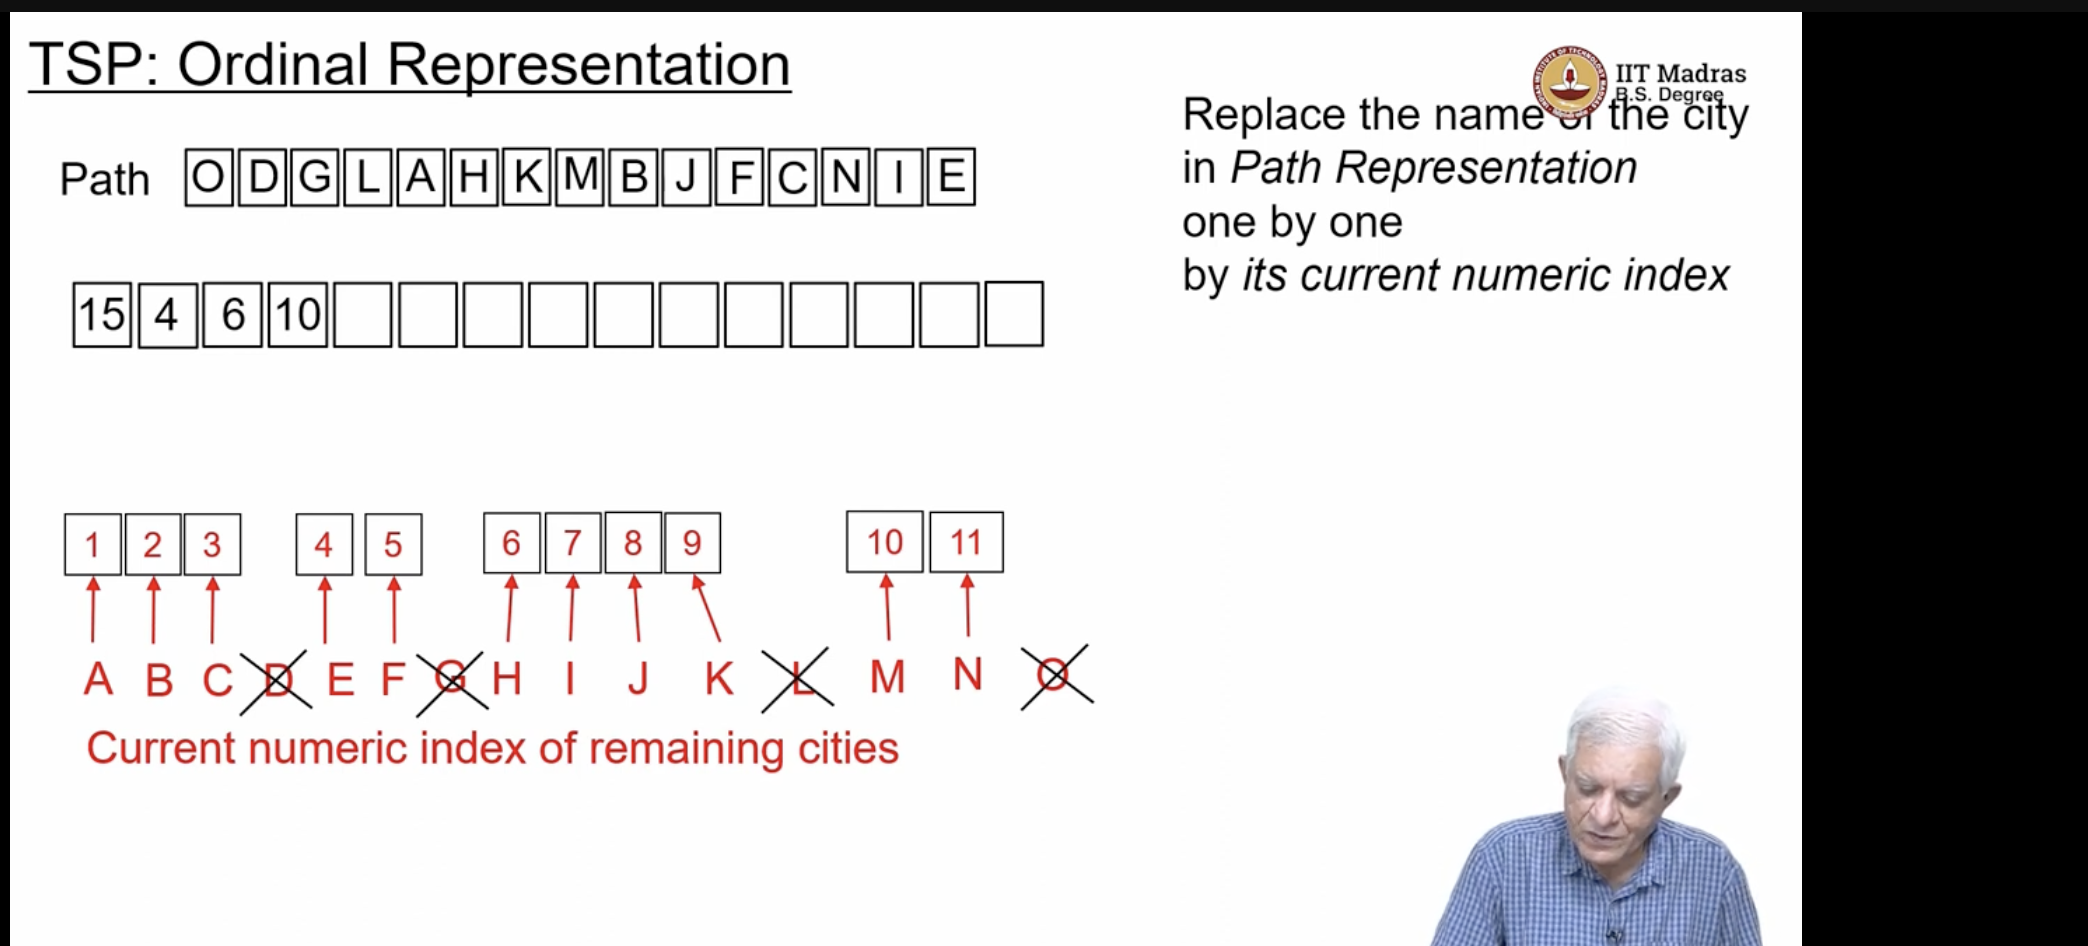 TSP: Ordinal Representation
IIT Madras
B.S. Degree
Replace the name of the city
in Path Representation
one by one
by its current numeric index
Path O D G L A H K M B J F C N I E
15 4 6 10
1 2 3 4 5 6 7 8 9 10 11
A B C D E F G H I J K L M N O
Current numeric index of remaining cities